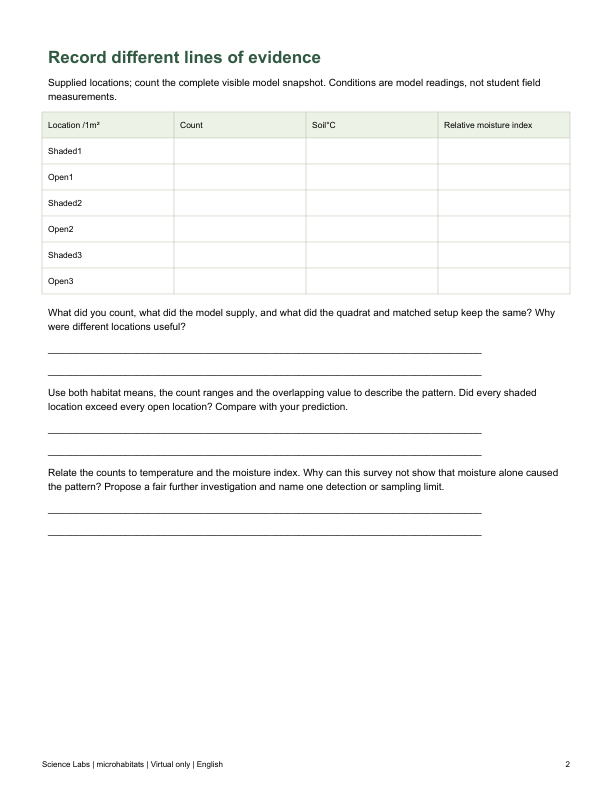 Record different lines of evidence
Supplied locations; count the complete visible model snapshot. Conditions are model readings, not student field
measurements.
Location /1m² Count Soil°C Relative moisture index
Shaded1
Open1
Shaded2
Open2
Shaded3
Open3
What did you count, what did the model supply, and what did the quadrat and matched setup keep the same? Why
were different locations useful?
Use both habitat means, the count ranges and the overlapping value to describe the pattern. Did every shaded
location exceed every open location? Compare with your prediction.
Relate the counts to temperature and the moisture index. Why can this survey not show that moisture alone caused
the pattern? Propose a fair further investigation and name one detection or sampling limit.
Science Labs | microhabitats | Virtual only | English 2